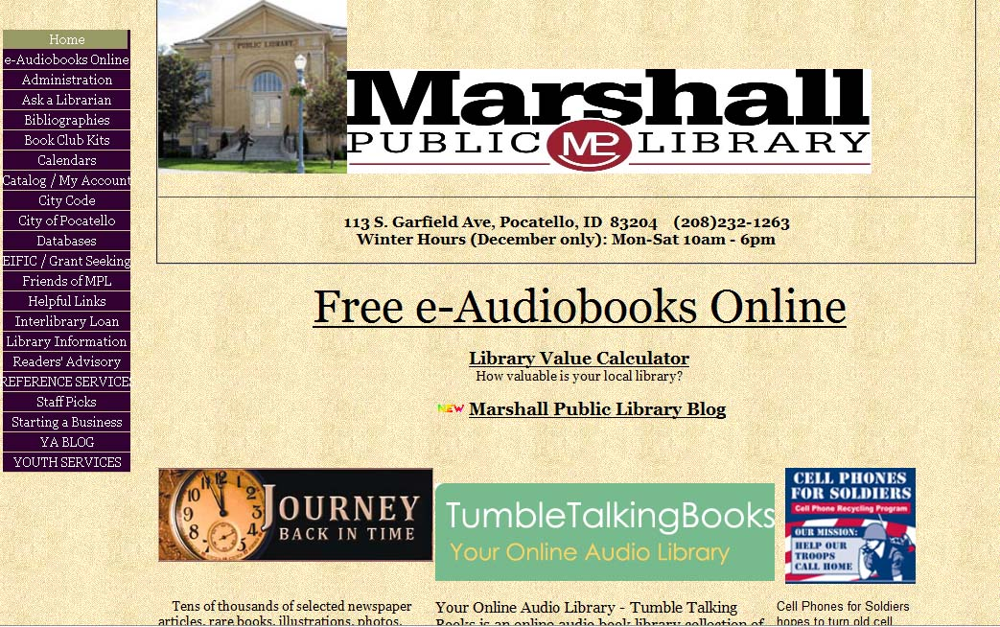 Home
e-Audiobooks Online
Administration
Ask a Librarian
Bibliographies
Book Club Kits
Calendars
Catalog / My Account
City Code
City of Pocatello
Databases
EIFIC / Grant Seeking
Friends of MPL
Helpful Links
Interlibrary Loan
Library Information
Readers' Advisory
REFERENCE SERVICES
Staff Picks
Starting a Business
YA BLOG
YOUTH SERVICES
PUBLIC LIBRARY
Marshall
PUBLIC MPL LIBRARY
113 S. Garfield Ave, Pocatello, ID 83204 (208)232-1263
Winter Hours (December only): Mon-Sat 10am - 6pm
Free e-Audiobooks Online
Library Value Calculator
How valuable is your local library?
NEW Marshall Public Library Blog
JOURNEY
BACK IN TIME
TumbleTalkingBooks
Your Online Audio Library
CELL PHONES
FOR SOLDIERS
Cell Phone Recycling Program
OUR MISSION:
HELP OUR
TROOPS
CALL HOME
Tens of thousands of selected newspaper
articles, rare books, illustrations, photos,
Your Online Audio Library - Tumble Talking
Books is an online audio book library collection of
Cell Phones for Soldiers
hopes to turn old cell